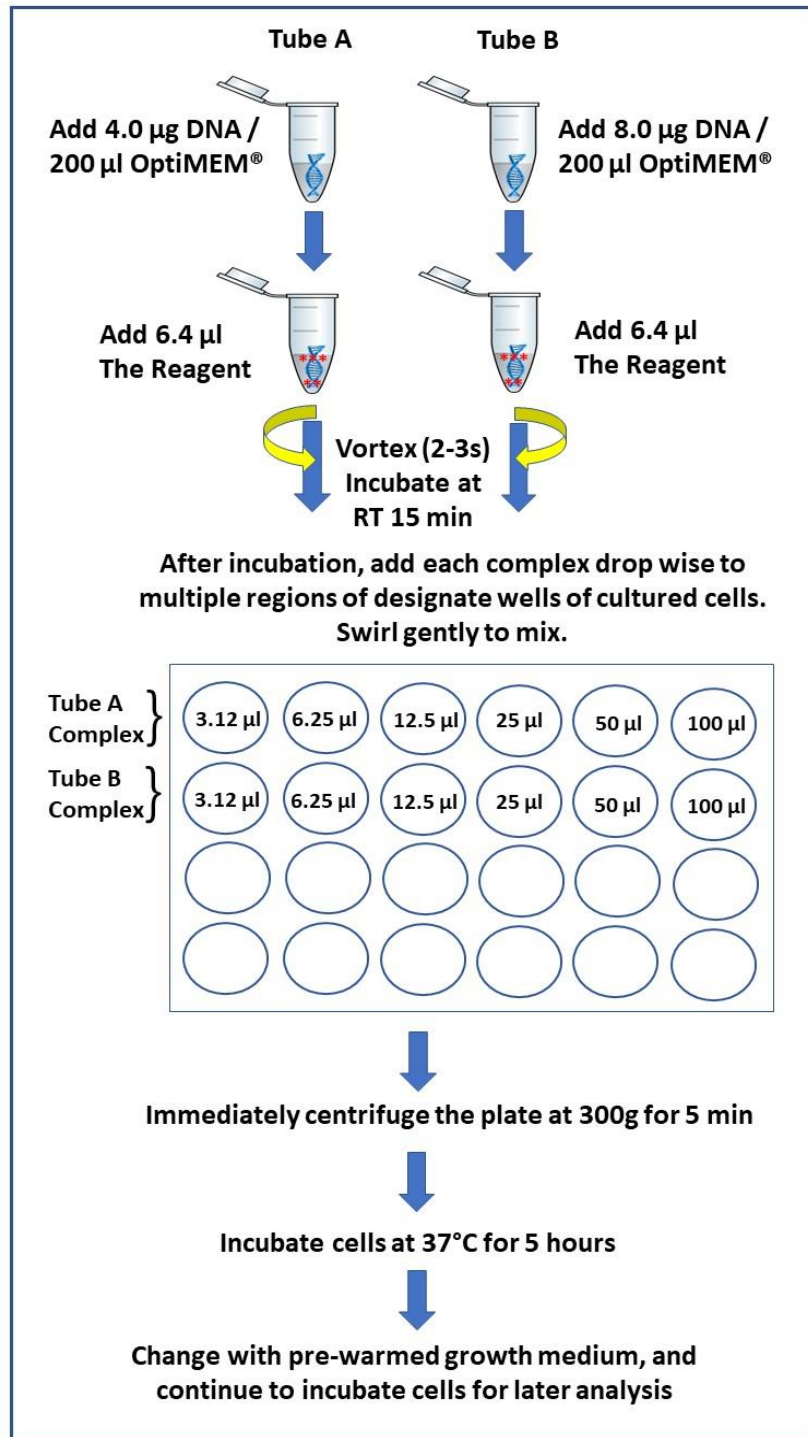 Tube A
Tube B
Add 4.0 µg DNA /
200 µl OptiMEM®
Add 8.0 µg DNA /
200 µl OptiMEM®
Add 6.4 µl
The Reagent
Add 6.4 µl
The Reagent
Vortex (2-3s)
Incubate at
RT 15 min
After incubation, add each complex drop wise to
multiple regions of designate wells of cultured cells.
Swirl gently to mix.
Tube A
Complex
3.12 µl
6.25 µl
12.5 µl
25 µl
50 µl
100 µl
Tube B
Complex
3.12 µl
6.25 µl
12.5 µl
25 µl
50 µl
100 µl
Immediately centrifuge the plate at 300g for 5 min
Incubate cells at 37°C for 5 hours
Change with pre-warmed growth medium, and
continue to incubate cells for later analysis